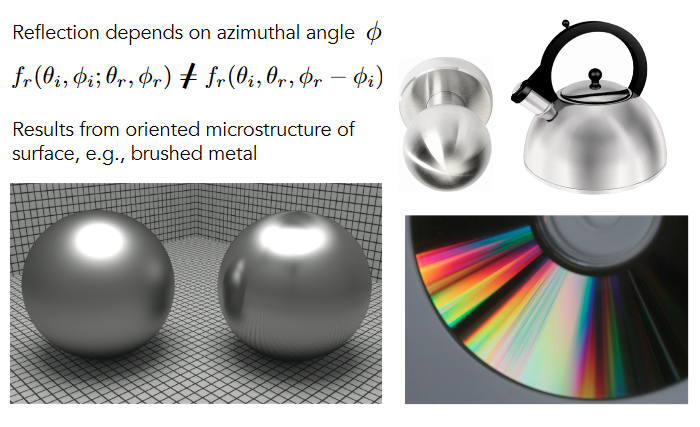 Reflection depends on azimuthal angle ϕ
f_r(θ_i, ϕ_i; θ_r, ϕ_r) ≠ f_r(θ_i, θ_r, ϕ_r − ϕ_i)
Results from oriented microstructure of
surface, e.g., brushed metal